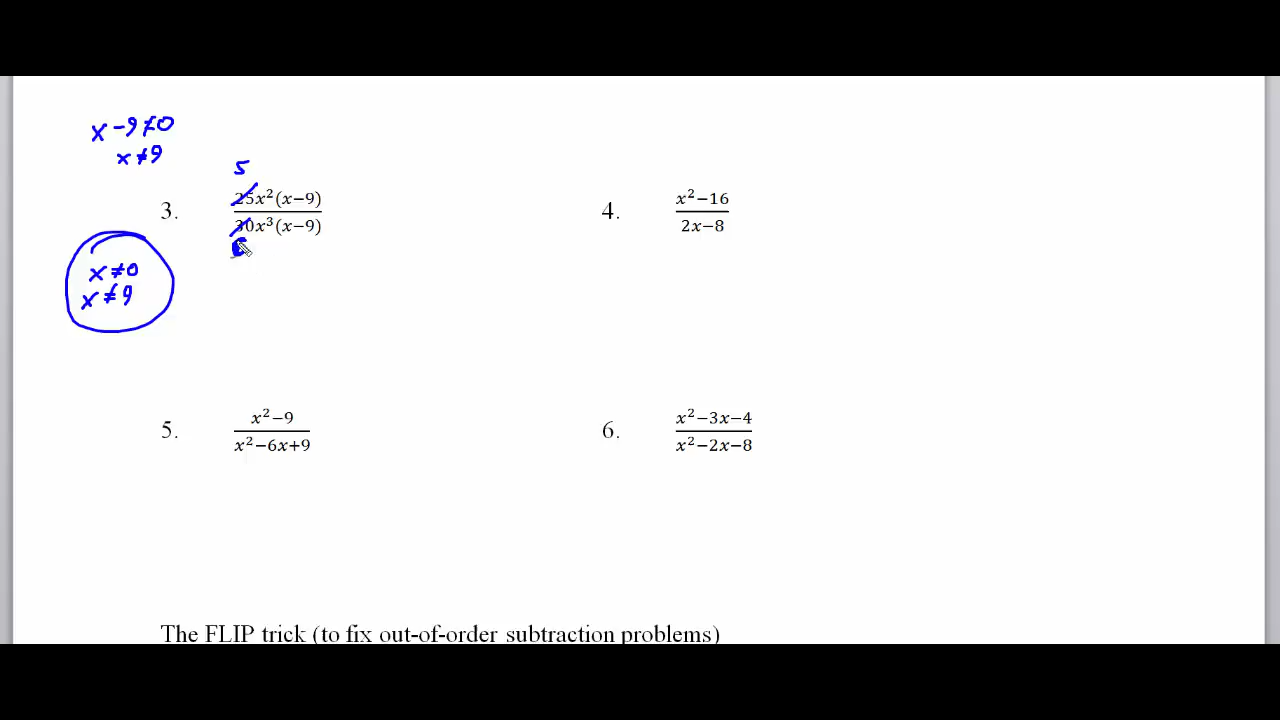 x -9≠0
x≠9
5
3. 25x²(x−9)
30x³(x−9)
6
x≠0
x≠9
4. x²−16
2x−8
5. x²−9
x²−6x+9
6. x²−3x−4
x²−2x−8
The FLIP trick (to fix out-of-order subtraction problems)